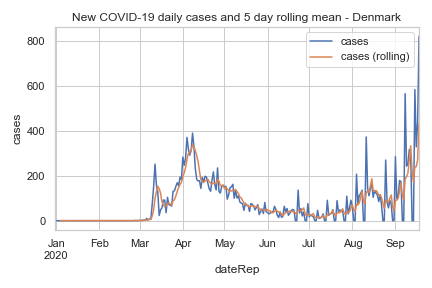 New COVID-19 daily cases and 5 day rolling mean - Denmark
cases
cases (rolling)
800
600
400
200
0
cases
Jan
2020
Feb
Mar
Apr
May
Jun
Jul
Aug
Sep
dateRep